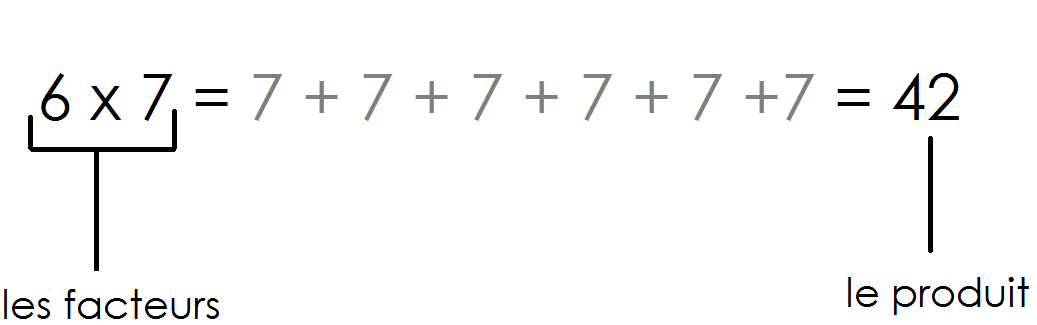 6 x 7 = 7 + 7 + 7 + 7 + 7 +7 = 42
les facteurs
le produit